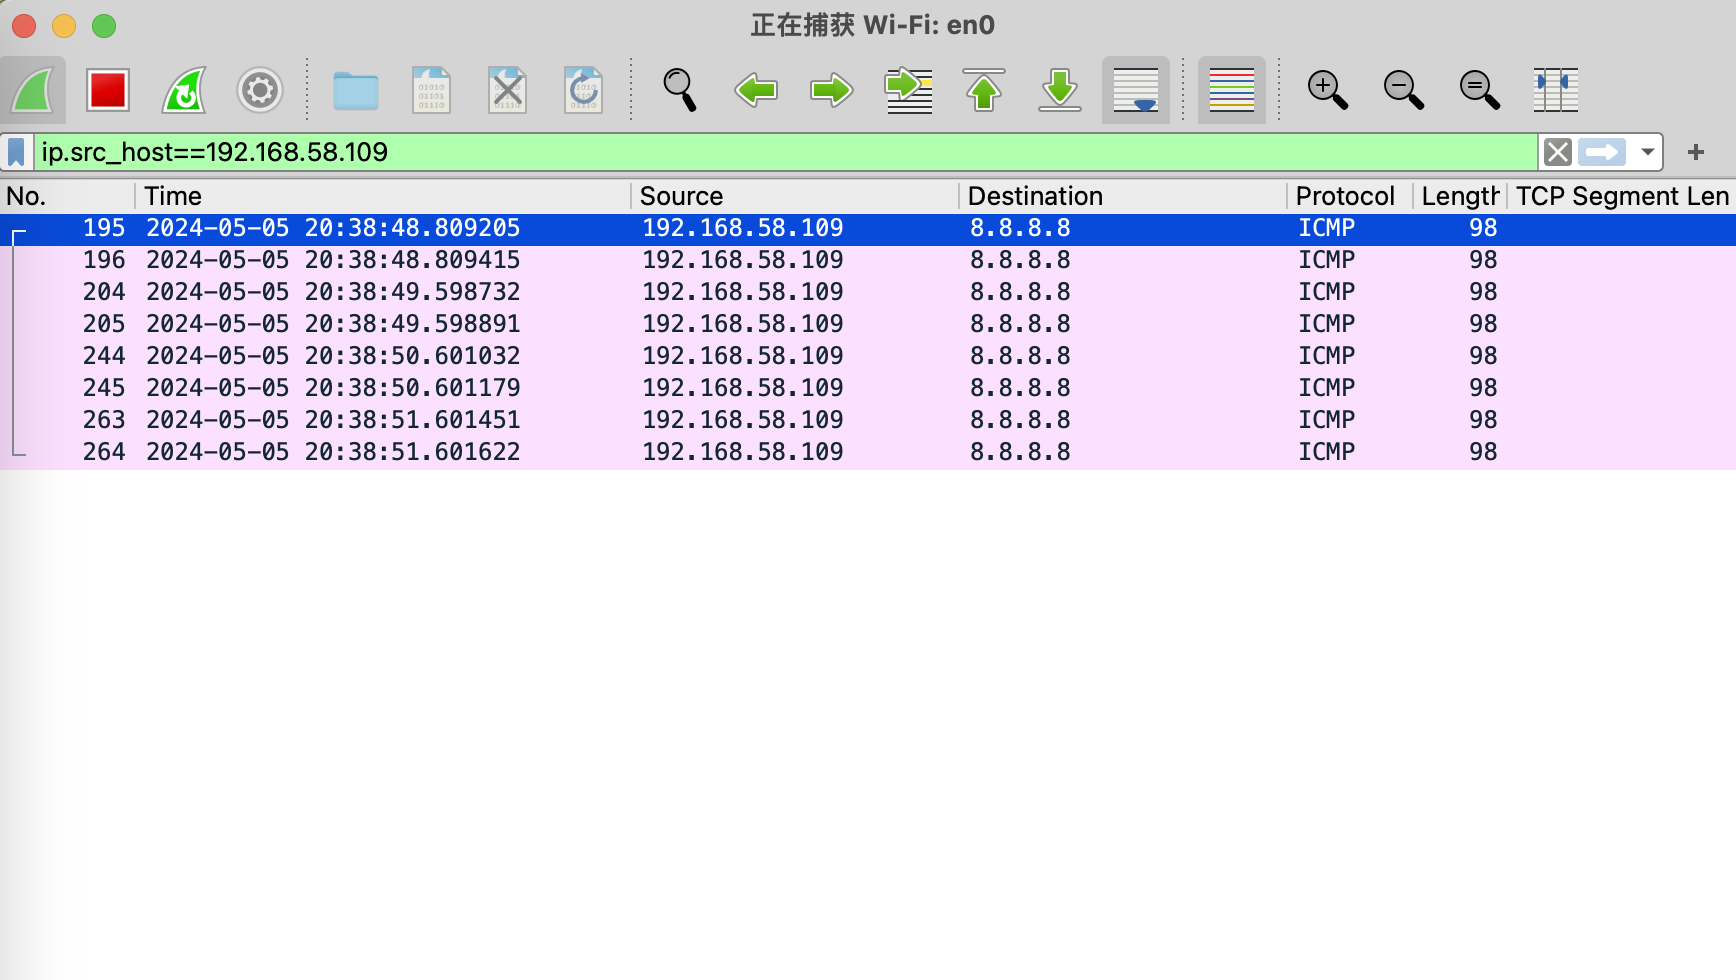 正在捕获 Wi-Fi: en0
ip.src_host==192.168.58.109
No. Time Source Destination Protocol Length TCP Segment Len
195 2024-05-05 20:38:48.809205 192.168.58.109 8.8.8.8 ICMP 98
196 2024-05-05 20:38:48.809415 192.168.58.109 8.8.8.8 ICMP 98
204 2024-05-05 20:38:49.598732 192.168.58.109 8.8.8.8 ICMP 98
205 2024-05-05 20:38:49.598891 192.168.58.109 8.8.8.8 ICMP 98
244 2024-05-05 20:38:50.601032 192.168.58.109 8.8.8.8 ICMP 98
245 2024-05-05 20:38:50.601179 192.168.58.109 8.8.8.8 ICMP 98
263 2024-05-05 20:38:51.601451 192.168.58.109 8.8.8.8 ICMP 98
264 2024-05-05 20:38:51.601622 192.168.58.109 8.8.8.8 ICMP 98